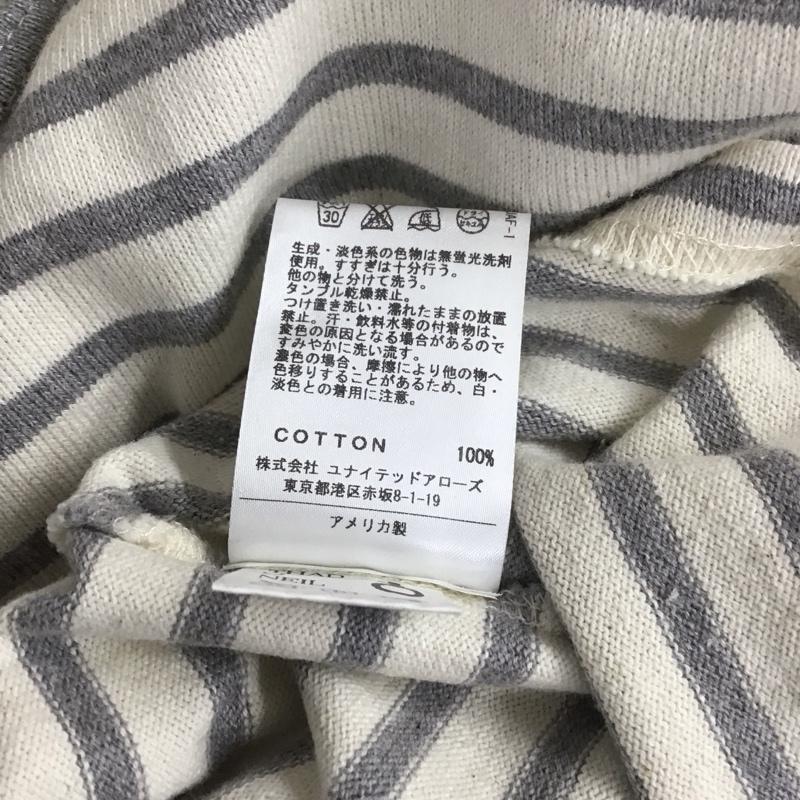 30 低
AF-1
生成・淡色系の色物は無蛍光洗剤
使用。すすぎは十分行う。
他の物と分けて洗う。
タンブル乾燥禁止。
つけ置き洗い・濡れたままの放置
禁止。汗・飲料水等の付着物は、
変色の原因となる場合があるので
すみやかに洗い流す。
濃色の場合、摩擦により他の物へ
色移りすることがあるため、白・
淡色との着用に注意。
COTTON 100%
株式会社 ユナイテッドアローズ
東京都港区赤坂8-1-19
アメリカ製
THAD
NEIL
0